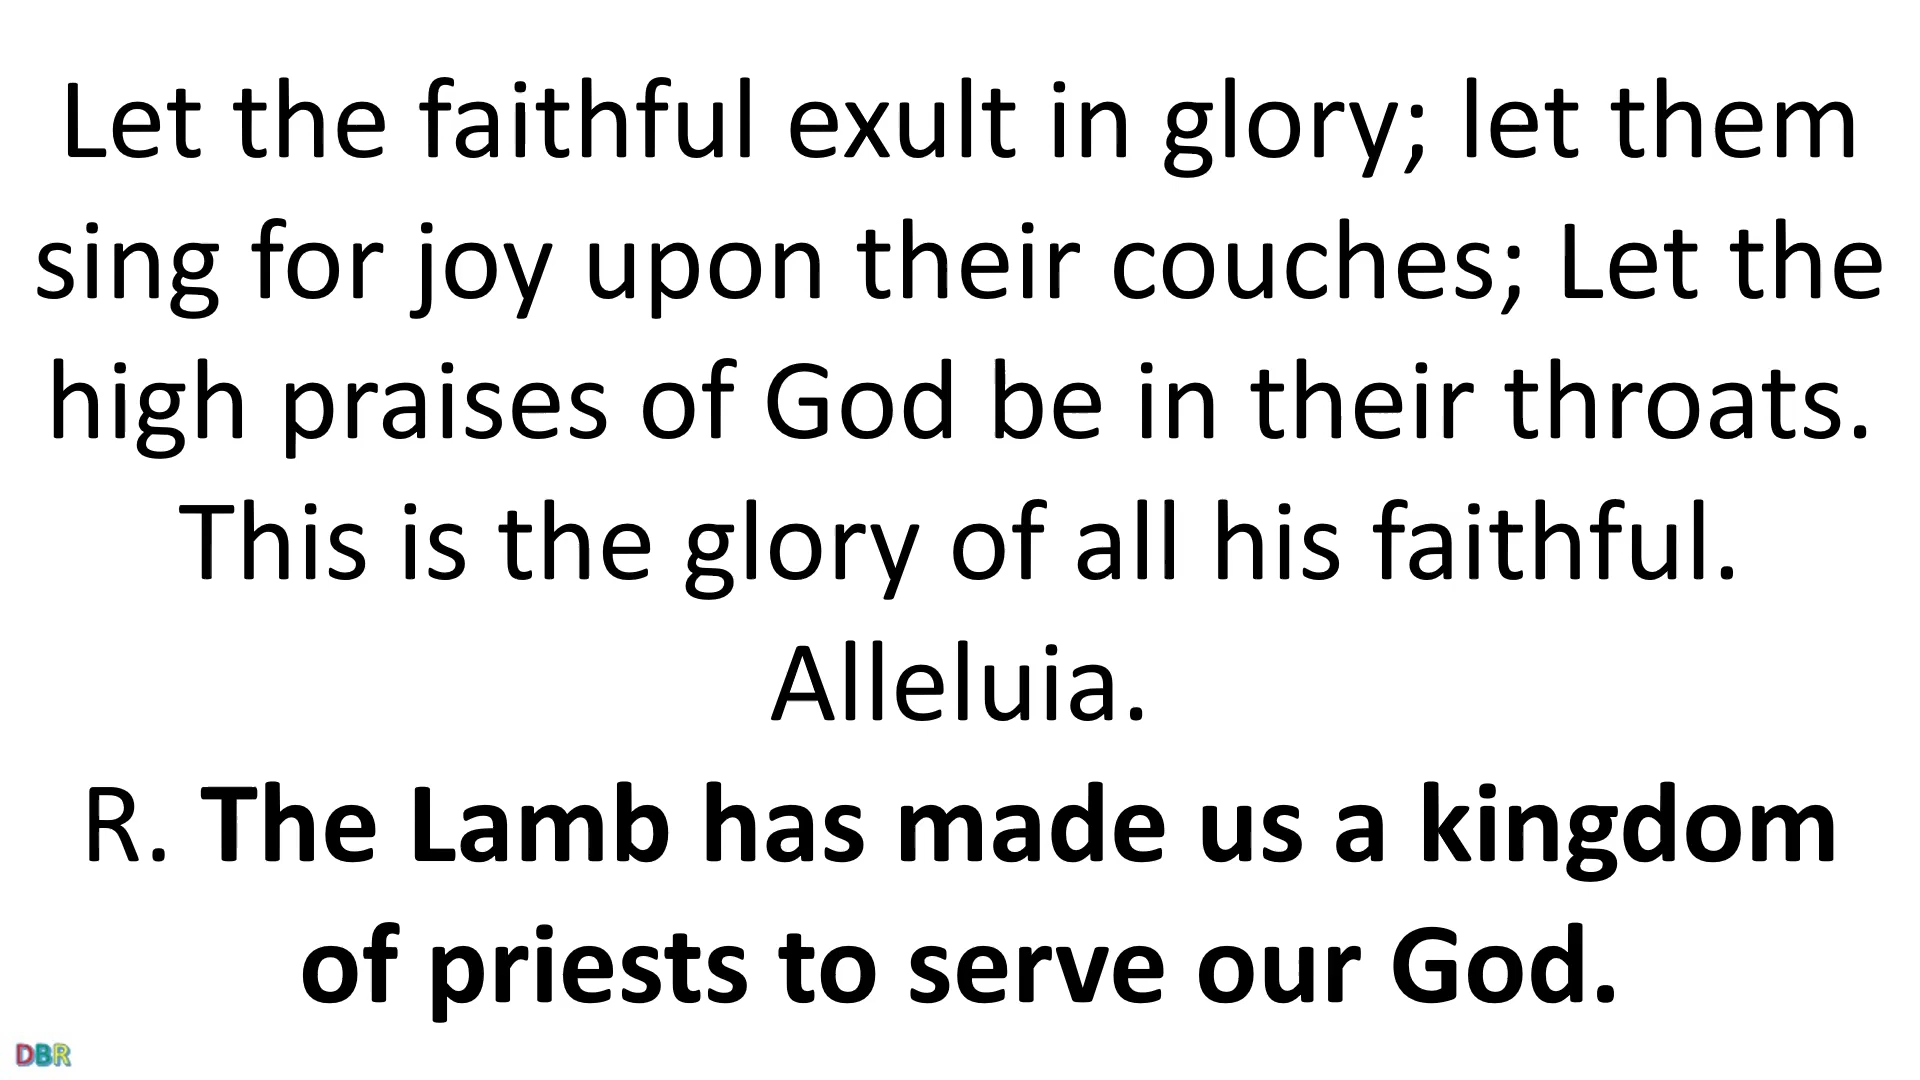 Let the faithful exult in glory; let them
sing for joy upon their couches; Let the
high praises of God be in their throats.
This is the glory of all his faithful.
Alleluia.
R. The Lamb has made us a kingdom
of priests to serve our God.
DBR